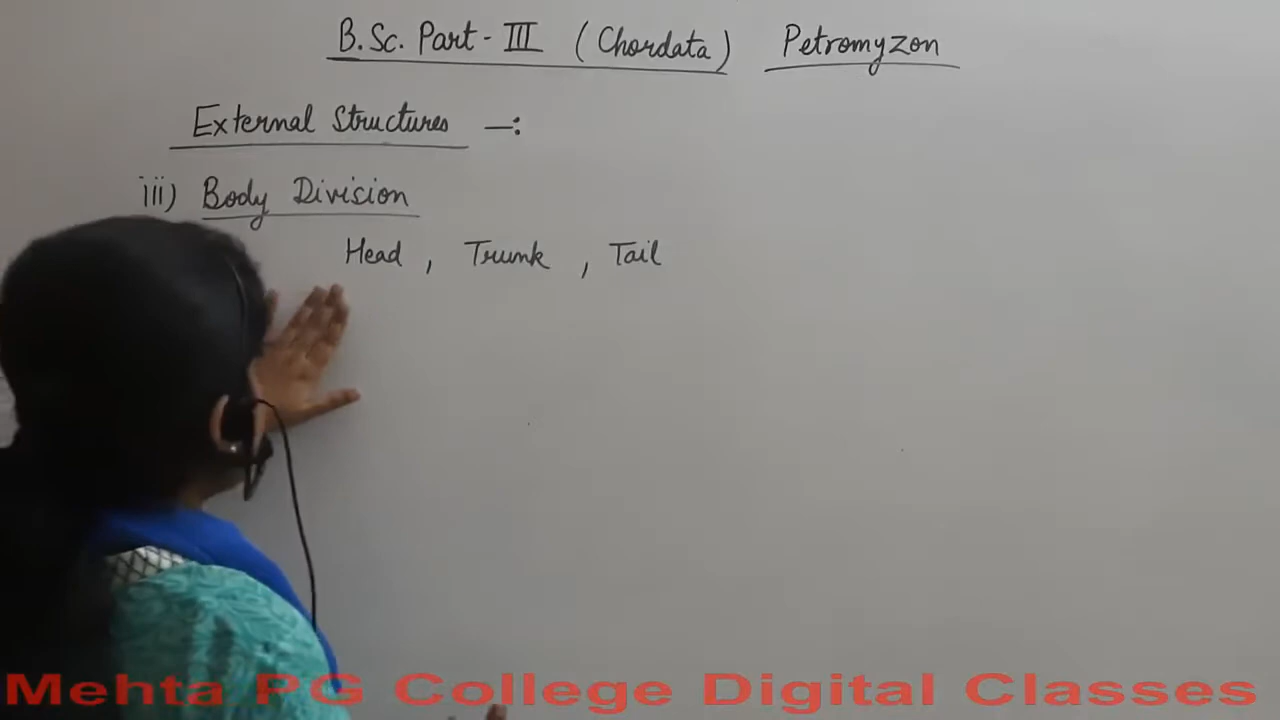 B.Sc. Part - III (Chordata) Petromyzon
External Structures —:
iii) Body Division
Head , Trunk , Tail
Mehta PG College Digital Classes